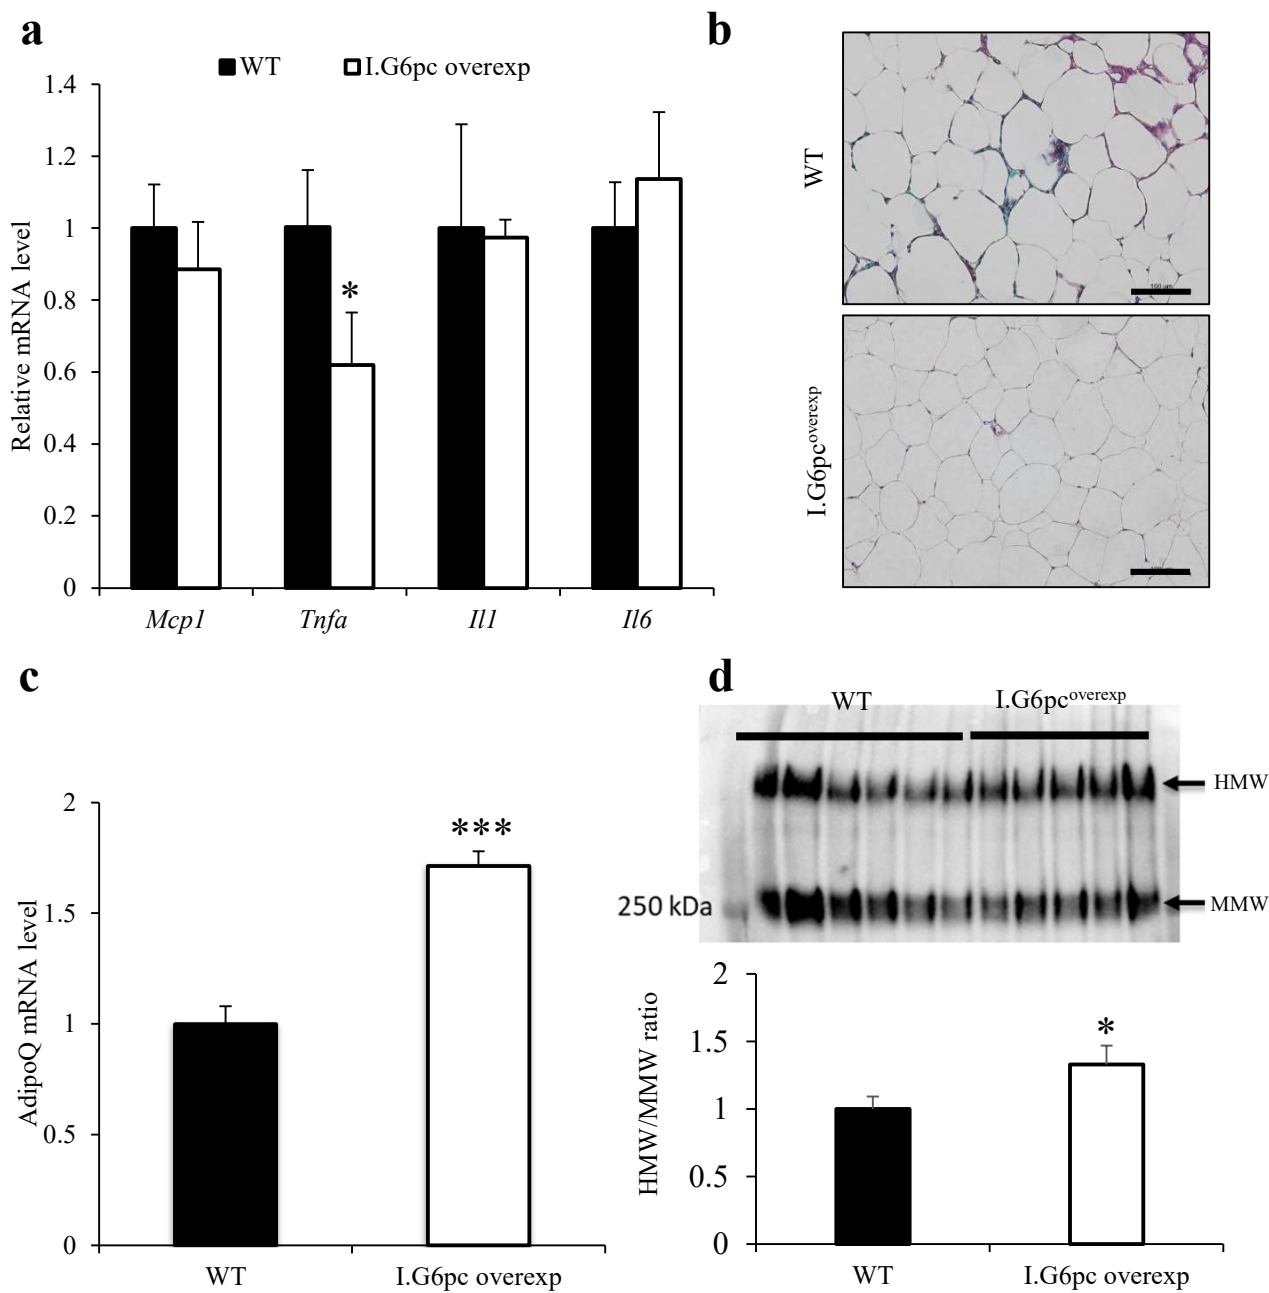 a
WT
I.G6pc overexp
Relative mRNA level
1.4
1.2
1
0.8
0.6
0.4
0.2
0
*
Mcp1
Tnfa
Il1
Il6
b
WT
100 µm
I.G6pcoverexp
c
AdipoQ mRNA level
2
1.5
1
0.5
0
***
WT
I.G6pc overexp
d
WT
I.G6pcoverexp
HMW
250 kDa
MMW
HMW/MMW ratio
2
1.5
1
0.5
0
*
WT
I.G6pc overexp